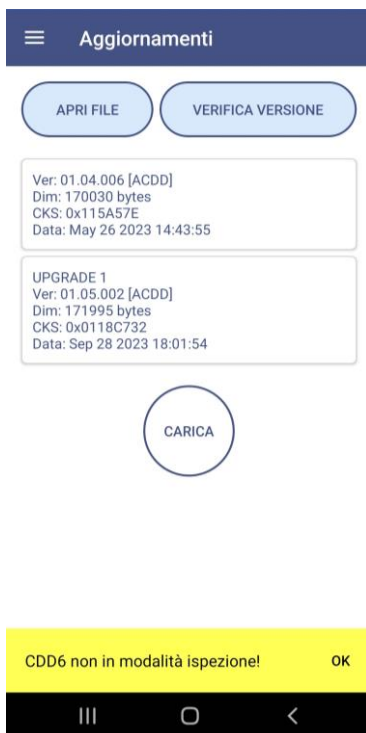 Aggiornamenti
APRI FILE
VERIFICA VERSIONE
Ver: 01.04.006 [ACDD]
Dim: 170030 bytes
CKS: 0x115A57E
Data: May 26 2023 14:43:55
UPGRADE 1
Ver: 01.05.002 [ACDD]
Dim: 171995 bytes
CKS: 0x0118C732
Data: Sep 28 2023 18:01:54
CARICA
CDD6 non in modalità ispezione!
OK